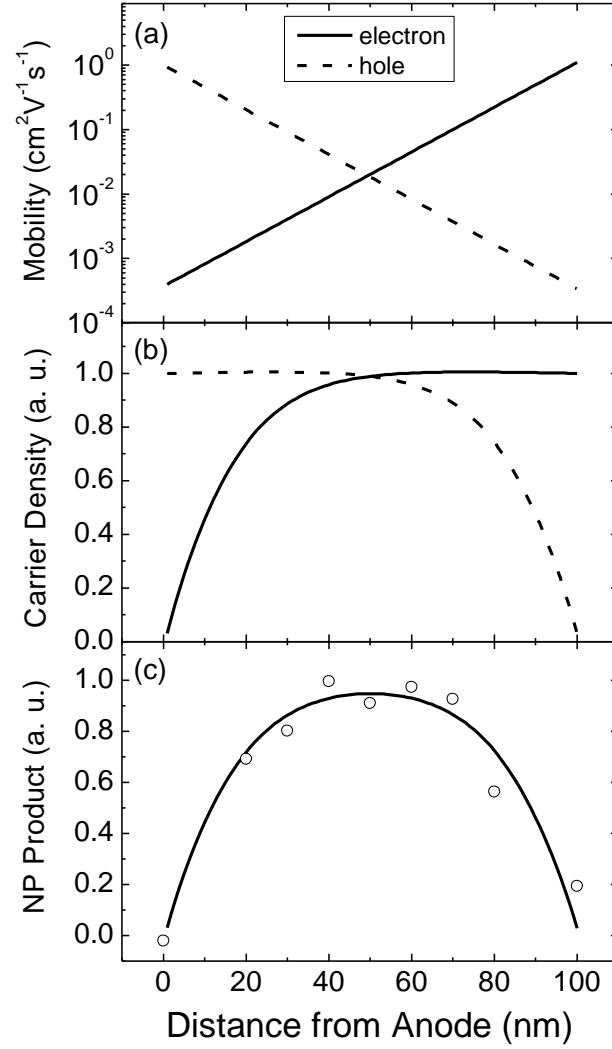 (a)
electron
hole
Mobility (cm²V⁻¹s⁻¹)
10⁰
10⁻¹
10⁻²
10⁻³
10⁻⁴
(b)
Carrier Density (a. u.)
1.0
0.8
0.6
0.4
0.2
0.0
(c)
NP Product (a. u.)
1.0
0.8
0.6
0.4
0.2
0.0
0 20 40 60 80 100
Distance from Anode (nm)